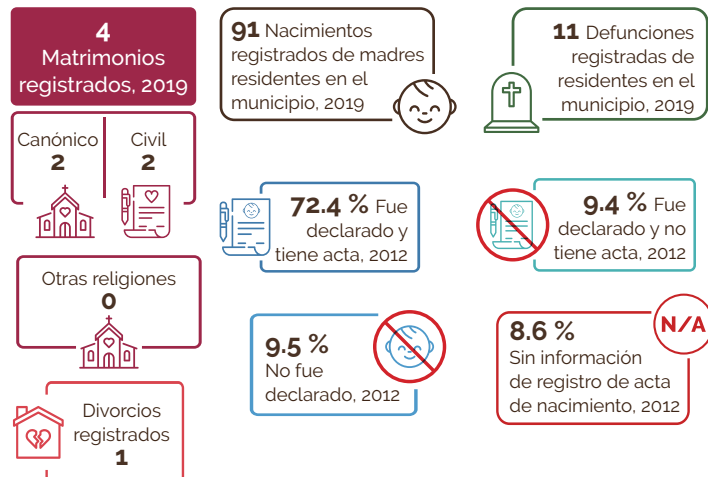 4
Matrimonios
registrados, 2019
Canónico
2
Civil
2
Otras religiones
0
Divorcios
registrados
1
91 Nacimientos
registrados de madres
residentes en el
municipio, 2019
11 Defunciones
registradas de
residentes en el
municipio, 2019
72.4 % Fue
declarado y
tiene acta, 2012
9.4 % Fue
declarado y no
tiene acta, 2012
9.5 %
No fue
declarado, 2012
N/A
8.6 %
Sin información
de registro de acta
de nacimiento, 2012